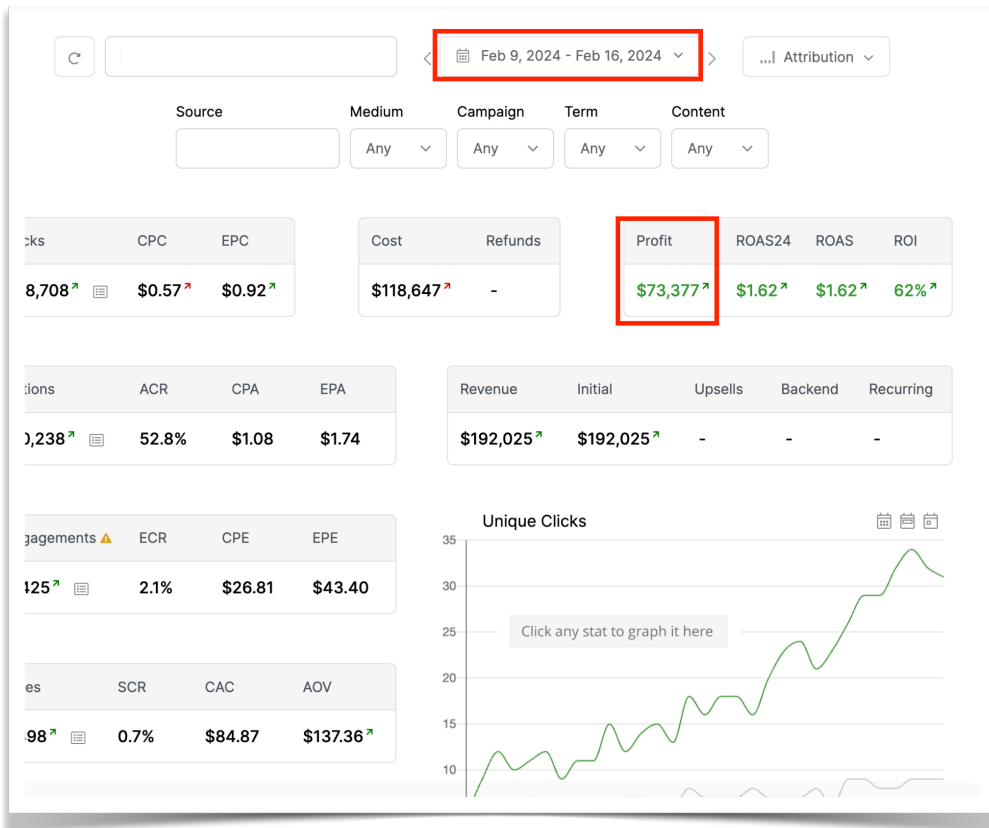 Feb 9, 2024 - Feb 16, 2024
Attribution
Source Medium Campaign Term Content
Any Any Any Any
CPC EPC
8,708 $0.57 $0.92
Cost Refunds
$118,647 -
Profit ROAS24 ROAS ROI
$73,377 $1.62 $1.62 62%
ACR CPA EPA
0,238 52.8% $1.08 $1.74
Revenue Initial Upsells Backend Recurring
$192,025 $192,025 - - -
gagements ECR CPE EPE
425 2.1% $26.81 $43.40
SCR CAC AOV
98 0.7% $84.87 $137.36
Unique Clicks
35
30
25
20
15
10
Click any stat to graph it here